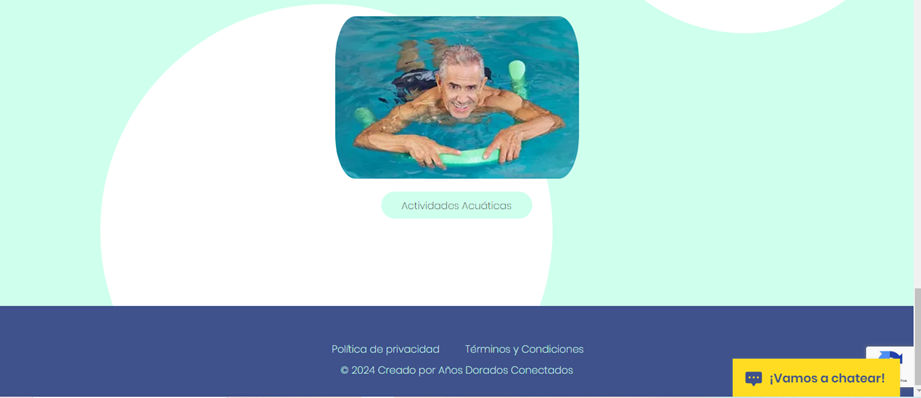 Actividades Acuáticas
Política de privacidad Términos y Condiciones
© 2024 Creado por Años Dorados Conectados
¡Vamos a chatear!